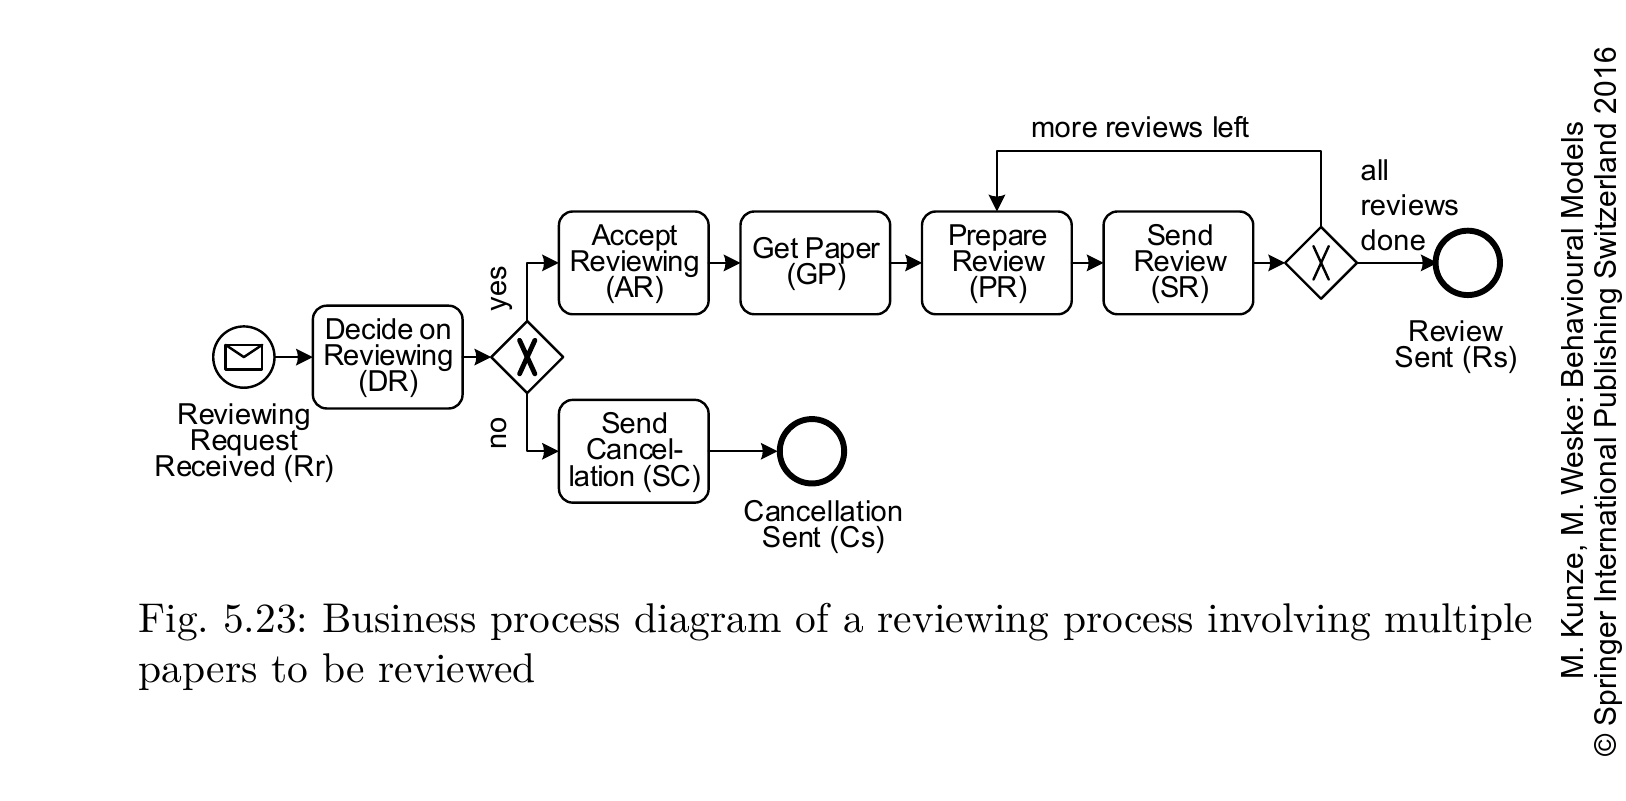 more reviews left
all
reviews
done
Accept
Reviewing
(AR)
Get Paper
(GP)
Prepare
Review
(PR)
Send
Review
(SR)
X
Review
Sent (Rs)
yes
Decide on
Reviewing
(DR)
X
Reviewing
Request
Received (Rr)
no
Send
Cancel-
lation (SC)
Cancellation
Sent (Cs)
Fig. 5.23: Business process diagram of a reviewing process involving multiple
papers to be reviewed
M. Kunze, M. Weske: Behavioural Models
© Springer International Publishing Switzerland 2016